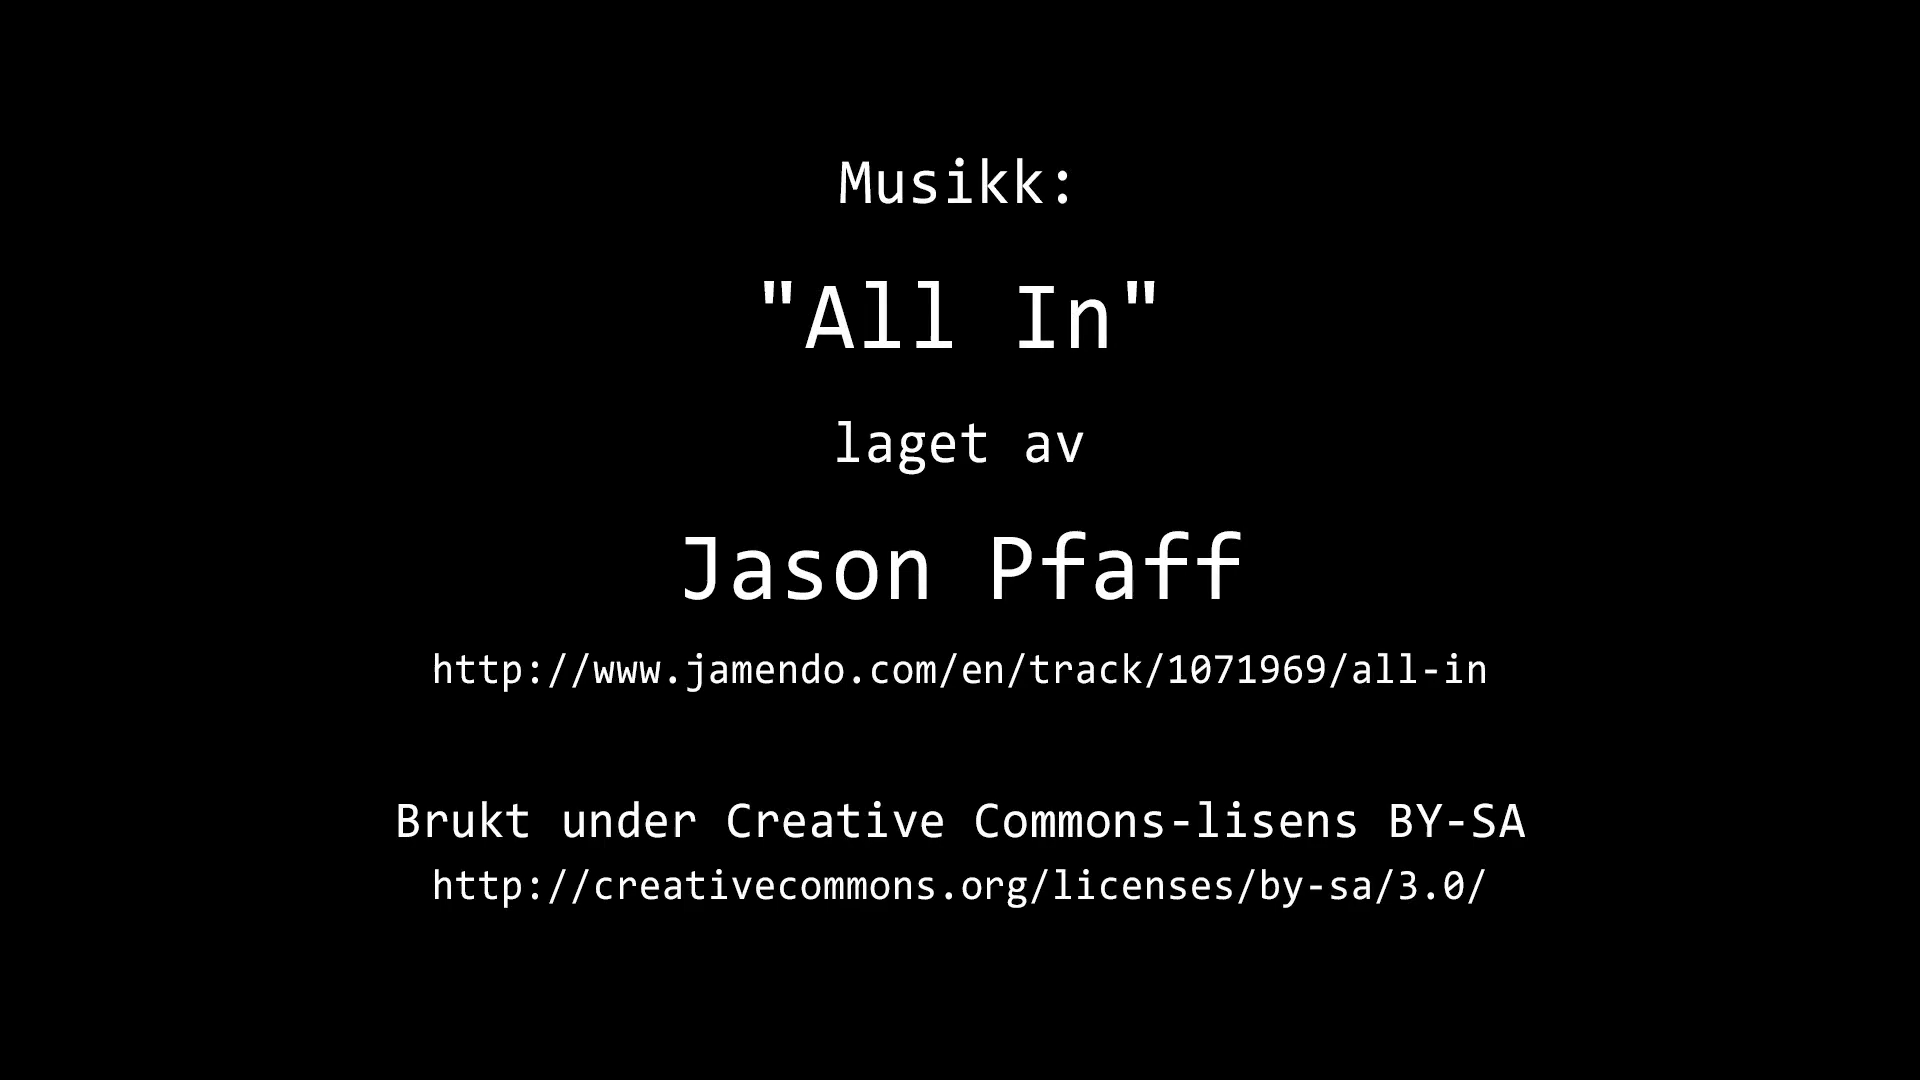 Musikk:
"All In"
laget av
Jason Pfaff
http://www.jamendo.com/en/track/1071969/all-in
Brukt under Creative Commons-lisens BY-SA
http://creativecommons.org/licenses/by-sa/3.0/